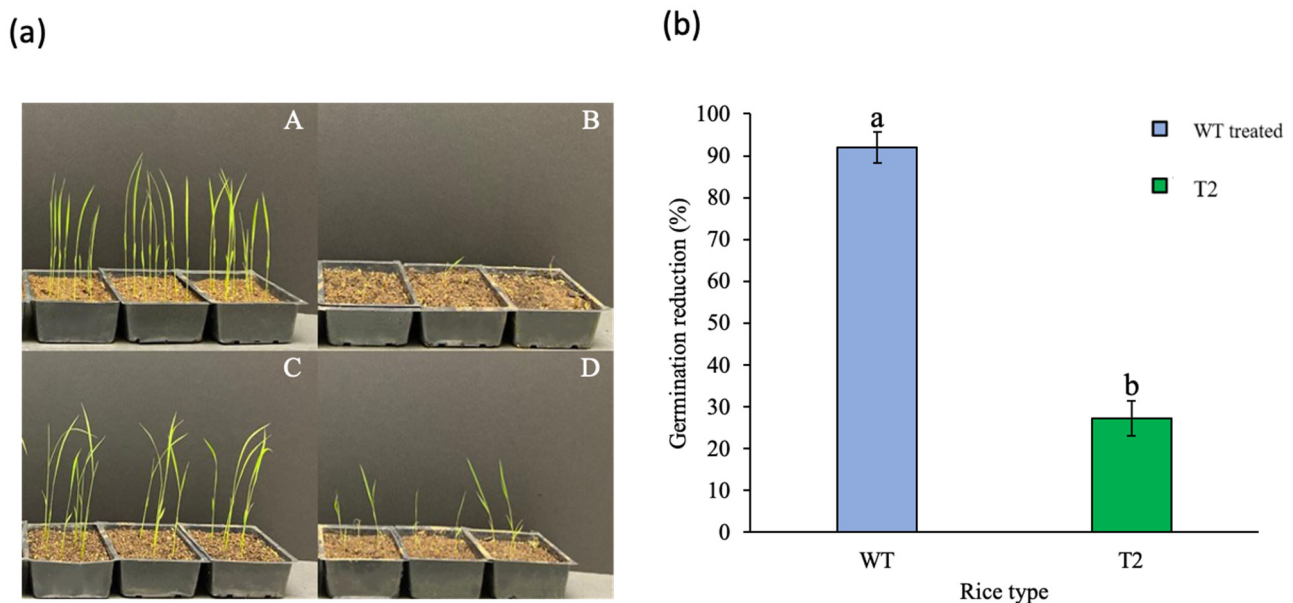 (a)
(b)
A
B
C
D
100
90
80
70
60
50
40
30
20
10
0
Germination reduction (%)
a
b
WT treated
T2
WT
T2
Rice type